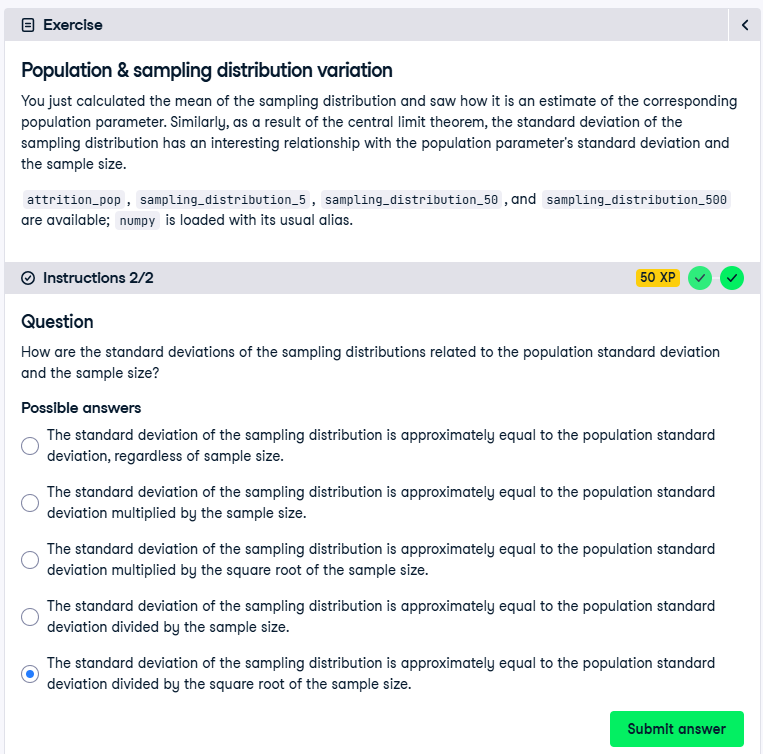 Exercise
Population & sampling distribution variation
You just calculated the mean of the sampling distribution and saw how it is an estimate of the corresponding
population parameter. Similarly, as a result of the central limit theorem, the standard deviation of the
sampling distribution has an interesting relationship with the population parameter's standard deviation and
the sample size.
attrition_pop , sampling_distribution_5 , sampling_distribution_50 , and sampling_distribution_500
are available; numpy is loaded with its usual alias.
Instructions 2/2
50 XP
Question
How are the standard deviations of the sampling distributions related to the population standard deviation
and the sample size?
Possible answers
The standard deviation of the sampling distribution is approximately equal to the population standard
deviation, regardless of sample size.
The standard deviation of the sampling distribution is approximately equal to the population standard
deviation multiplied by the sample size.
The standard deviation of the sampling distribution is approximately equal to the population standard
deviation multiplied by the square root of the sample size.
The standard deviation of the sampling distribution is approximately equal to the population standard
deviation divided by the sample size.
The standard deviation of the sampling distribution is approximately equal to the population standard
deviation divided by the square root of the sample size.
Submit answer